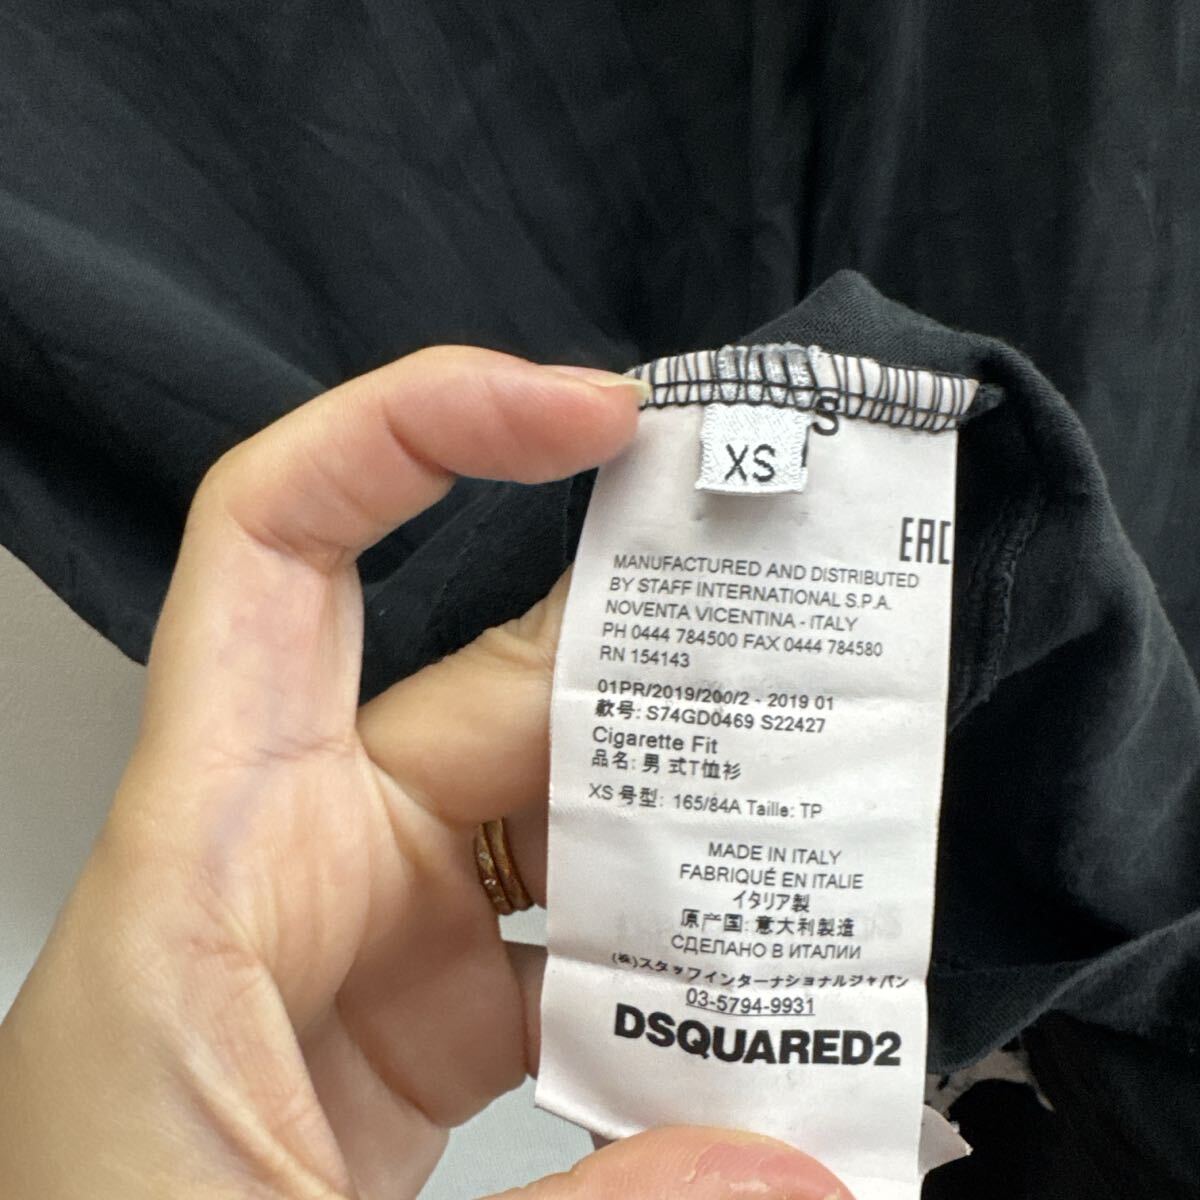 S
XS
EAC
MANUFACTURED AND DISTRIBUTED
BY STAFF INTERNATIONAL S.P.A.
NOVENTA VICENTINA - ITALY
PH 0444 784500 FAX 0444 784580
RN 154143
01PR/2019/200/2 - 2019 01
款号: S74GD0469 S22427
Cigarette Fit
品名: 男 式T恤衫
XS 号型: 165/84A Taille: TP
MADE IN ITALY
FABRIQUÉ EN ITALIE
イタリア製
原产国: 意大利製造
СДЕЛАНО В ИТАЛИИ
(株)スタッフインターナショナルジャパン
03-5794-9931
DSQUARED2